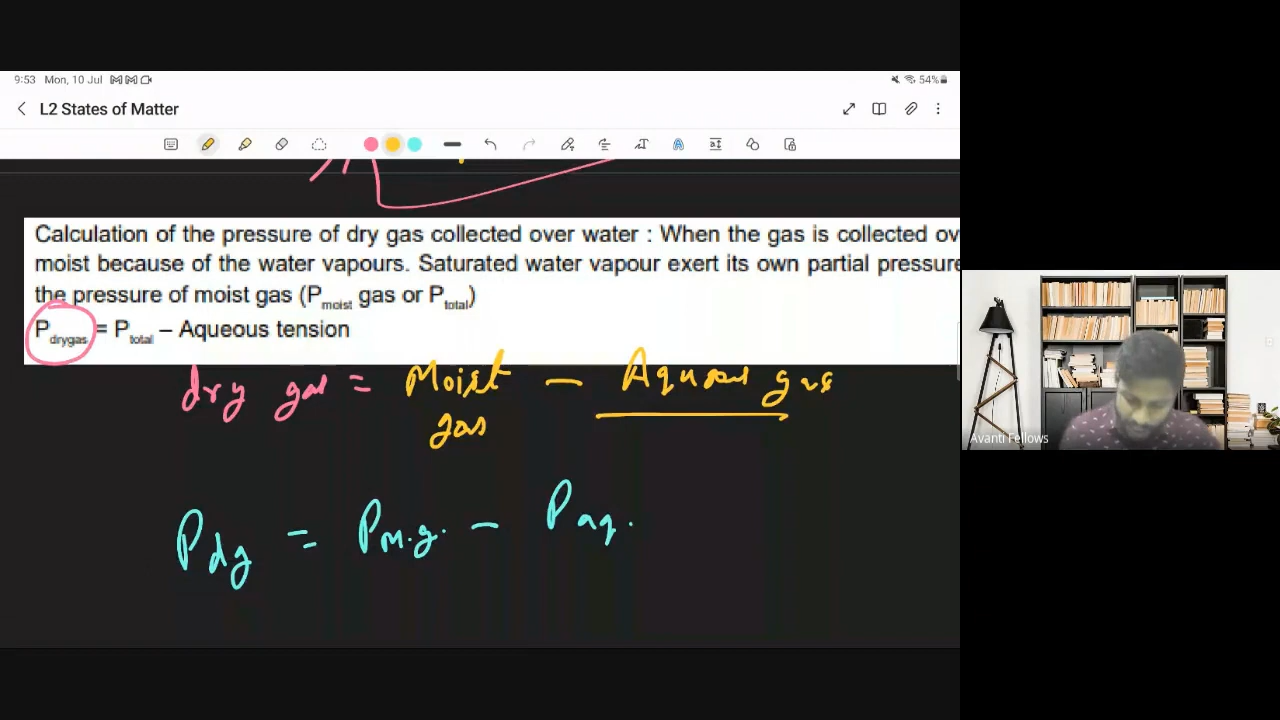 9:53 Mon, 10 Jul 54%
L2 States of Matter
Calculation of the pressure of dry gas collected over water : When the gas is collected ov
moist because of the water vapours. Saturated water vapour exert its own partial pressure
the pressure of moist gas (Pmoist gas or Ptotal)
Pdrygas = Ptotal – Aqueous tension
dry gas = Moist – Aqueous gas
gas
Pdg = Pm.g. – Paq.
Avanti Fellows